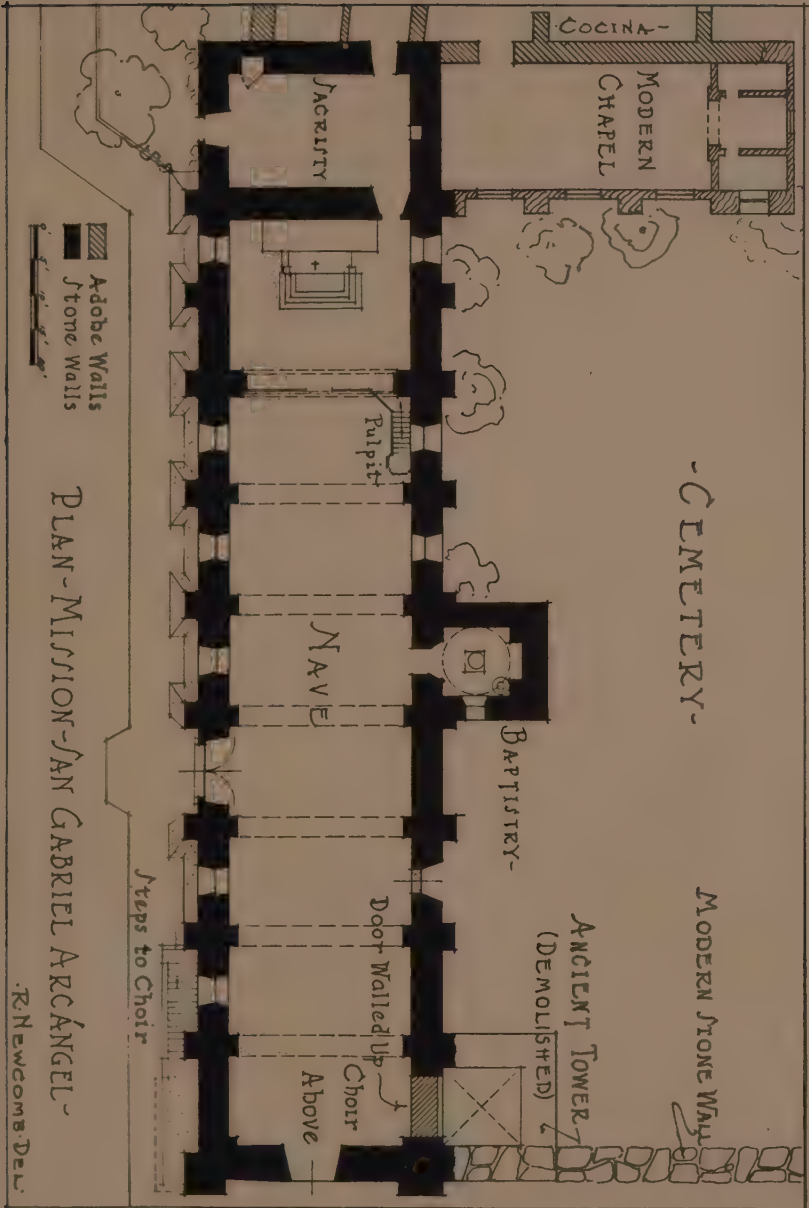 -COCINA-
MODERN
CHAPEL
SACRISTY
-CEMETERY-
Pulpit
NAVE
BAPTISTRY-
MODERN STONE WALL
ANCIENT TOWER
(DEMOLISHED)
Door Walled Up
Choir
Above
Steps to Choir
Adobe Walls
Stone Walls
PLAN-MISSION-SAN GABRIEL ARCÁNGEL-
·R·NEWCOMB·DEL·